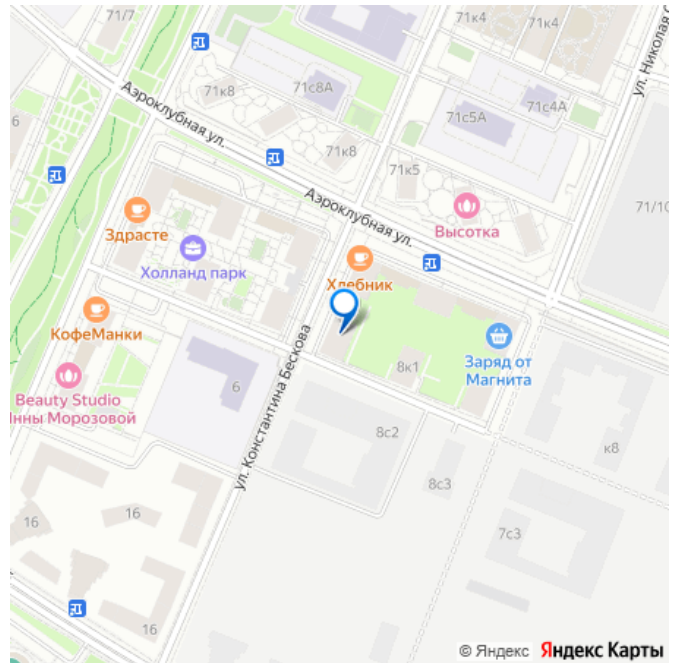 71/7
71к4
71к4
ул. Николая С
71к8
71с8А
71с4А
Аэроклубная ул.
71с5А
6
71к8
71к5
71/10
Аэроклубная ул.
Здрасте
Высотка
Холланд парк
Хлебник
КофеМанки
ул. Константина Бескова
Заряд от
Магнита
8к1
6
Beauty Studio
Инны Морозовой
8с2
к8
8с3
16
16
7с3
16
© Яндекс Яндекс Карты